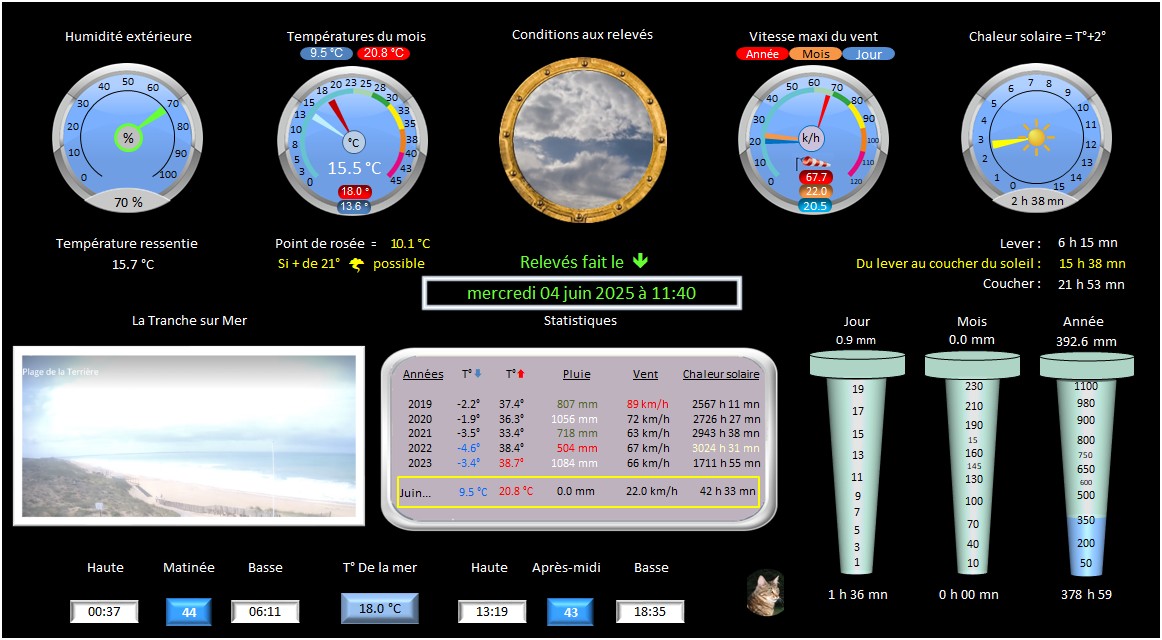 Humidité extérieure
0 10 20 30 40 50 60 70 80 90 100
%
70 %
Températures du mois
9.5 °C 20.8 °C
0 3 5 8 10 13 15 18 20 23 25 28 30 33 35 38 40 43 45
°C
15.5 °C
18.0 °
13.6 °
Conditions aux relevés
Vitesse maxi du vent
Année Mois Jour
0 10 20 30 40 50 60 70 80 90 100 110 120
k/h
67.7
22.0
20.5
Chaleur solaire = T°+2°
0 1 2 3 4 5 6 7 8 9 10 11 12 13 14 15
2 h 38 mn
Température ressentie
15.7 °C
Point de rosée = 10.1 °C
Si + de 21° possible
Relevés fait le
mercredi 04 juin 2025 à 11:40
Lever : 6 h 15 mn
Du lever au coucher du soleil : 15 h 38 mn
Coucher : 21 h 53 mn
La Tranche sur Mer
Plage de la Terrière
Statistiques
Années T° T° Pluie Vent Chaleur solaire
2019 -2.2° 37.4° 807 mm 89 km/h 2567 h 11 mn
2020 -1.9° 36.3° 1056 mm 72 km/h 2726 h 27 mn
2021 -3.5° 33.4° 718 mm 63 km/h 2943 h 38 mn
2022 -4.6° 38.4° 504 mm 67 km/h 3024 h 31 mn
2023 -3.4° 38.7° 1084 mm 66 km/h 1711 h 55 mn
Juin... 9.5 °C 20.8 °C 0.0 mm 22.0 km/h 42 h 33 mn
Jour
0.9 mm
19
17
15
13
11
9
7
5
3
1
1 h 36 mn
Mois
0.0 mm
230
210
190
15
160
145
130
100
70
40
10
0 h 00 mn
Année
392.6 mm
1100
980
900
800
750
650
600
500
350
200
50
378 h 59
Haute Matinée Basse T° De la mer Haute Après-midi Basse
00:37 44 06:11 18.0 °C 13:19 43 18:35